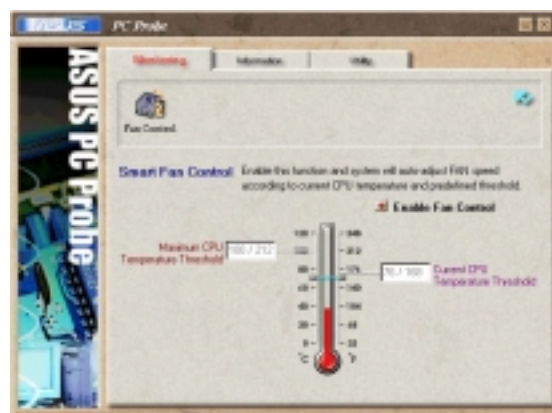 ASUS PC Probe
Monitoring Information Utility
Fan Control
ASUS PC Probe
Smart Fan Control Enable this function and system will auto-adjust FAN speed
according to current CPU temperature and predefined threshold.
Enable Fan Control
Maximum CPU
Temperature Threshold
100 / 212
Current CPU
Temperature Threshold
°C °F